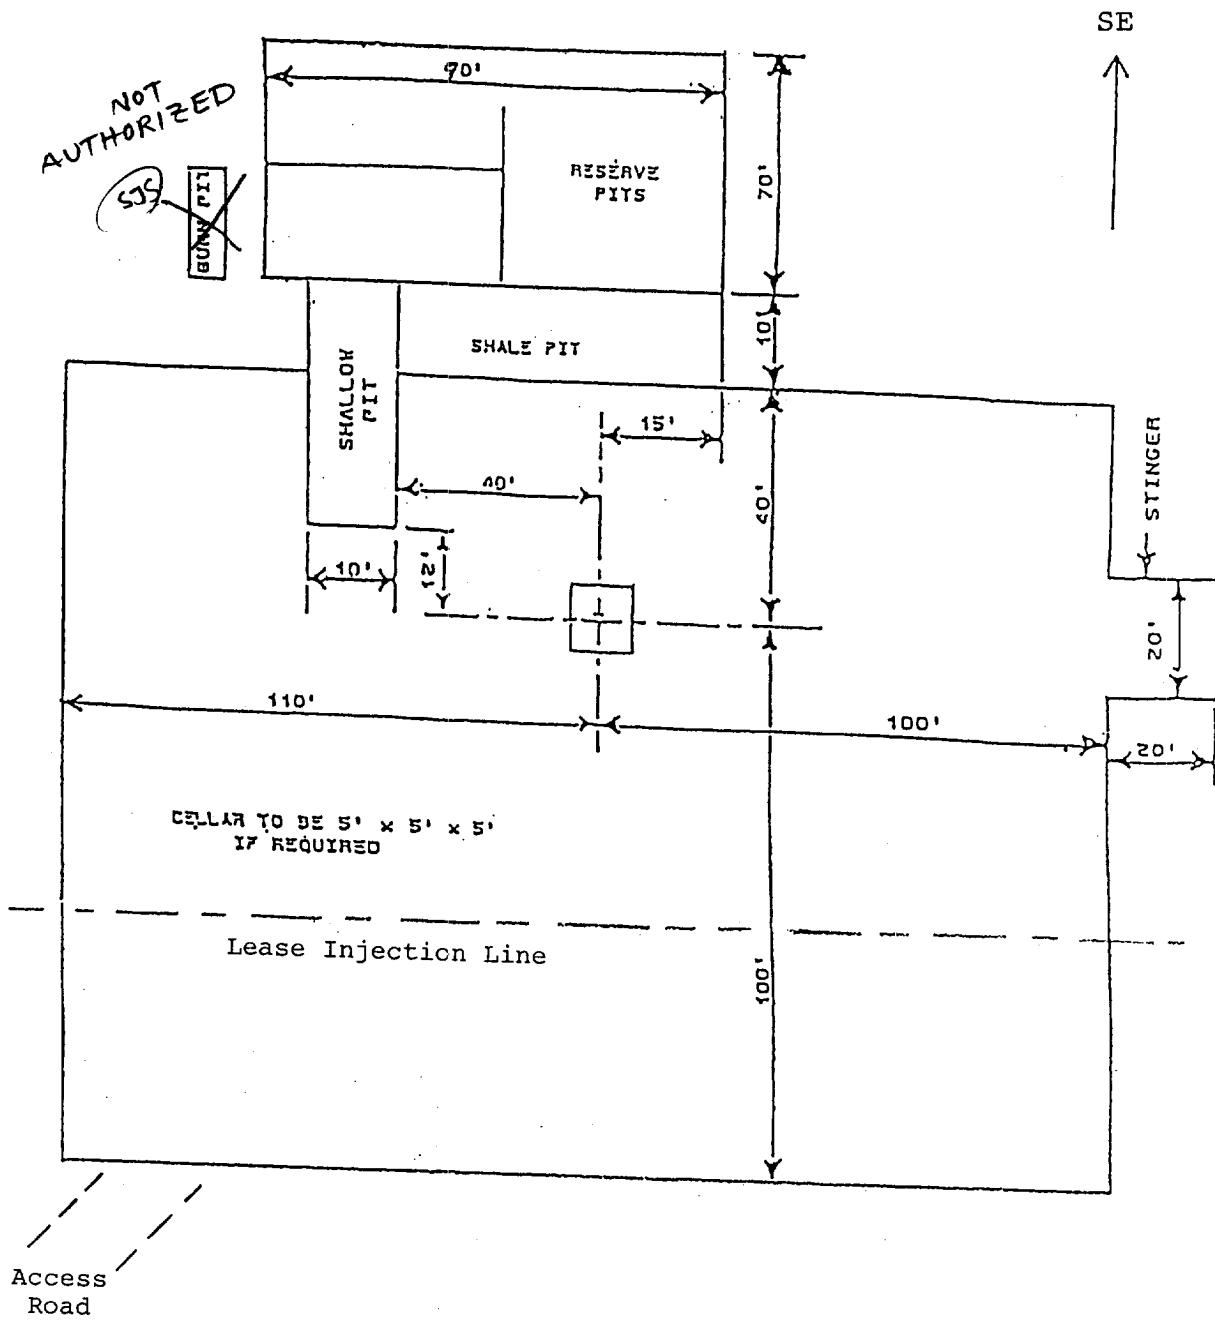 SE
NOT
AUTHORIZED
SJS
BURN PIT
90'
70'
RESERVE
PITS
10'
SHALE PIT
SHALLOW
PIT
15'
40'
40'
STINGER
10'
12'
20'
110'
100'
20'
CELLAR TO BE 5' x 5' x 5'
IF REQUIRED
Lease Injection Line
100'
Access
Road